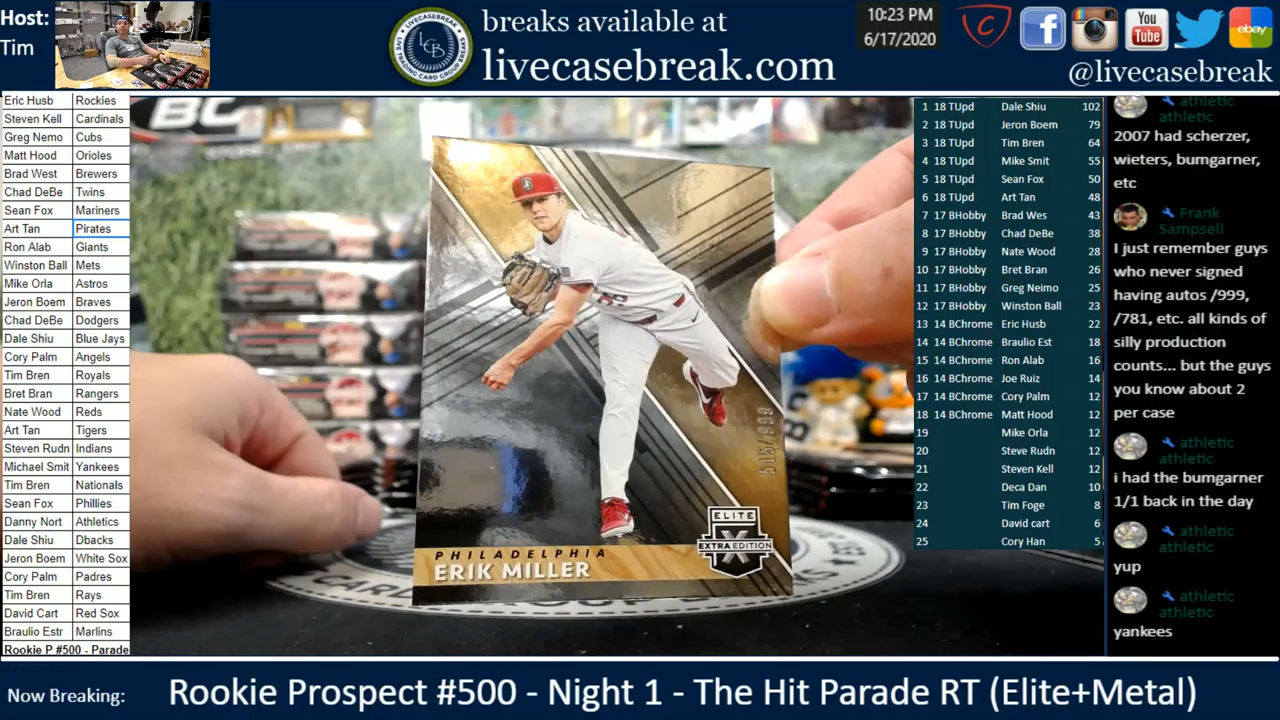 Host:
Tim
LIVECASEBREAK.COM
LIVE TRADING CARD GROUP BREAKS
LCB
breaks available at
livecasebreak.com
10:23 PM
6/17/2020
You
Tube
ebay
@livecasebreak
Eric Husb Rockies
Steven Kell Cardinals
Greg Nemo Cubs
Matt Hood Orioles
Brad West Brewers
Chad DeBe Twins
Sean Fox Mariners
Art Tan Pirates
Ron Alab Giants
Winston Ball Mets
Mike Orla Astros
Jeron Boem Braves
Chad DeBe Dodgers
Dale Shiu Blue Jays
Cory Palm Angels
Tim Bren Royals
Bret Bran Rangers
Nate Wood Reds
Art Tan Tigers
Steven Rudn Indians
Michael Smit Yankees
Tim Bren Nationals
Sean Fox Phillies
Danny Nort Athletics
Dale Shiu Dbacks
Jeron Boem White Sox
Cory Palm Padres
Tim Bren Rays
David Cart Red Sox
Braulio Estr Marlins
Rookie P #500 - Parade
515/999
ELITE
EXTRA EDITION
X
PHILADELPHIA
ERIK MILLER
1 18 TUpd Dale Shiu 102
2 18 TUpd Jeron Boem 79
3 18 TUpd Tim Bren 64
4 18 TUpd Mike Smit 55
5 18 TUpd Sean Fox 50
6 18 TUpd Art Tan 48
7 17 BHobby Brad Wes 43
8 17 BHobby Chad DeBe 38
9 17 BHobby Nate Wood 28
10 17 BHobby Bret Bran 26
11 17 BHobby Greg Neimo 25
12 17 BHobby Winston Ball 23
13 14 BChrome Eric Husb 22
14 14 BChrome Braulio Est 18
15 14 BChrome Ron Alab 16
16 14 BChrome Joe Ruiz 14
17 14 BChrome Cory Palm 12
18 14 BChrome Matt Hood 12
19 Mike Orla 12
20 Steve Rudn 12
21 Steven Kell 12
22 Deca Dan 10
23 Tim Foge 8
24 David cart 6
25 Cory Han 5
athletic
athletic
2007 had scherzer,
wieters, bumgarner,
etc
Frank
Sampsell
I just remember guys
who never signed
having autos /999,
/781, etc. all kinds of
silly production
counts... but the guys
you know about 2
per case
athletic
athletic
i had the bumgarner
1/1 back in the day
athletic
athletic
yup
athletic
athletic
yankees
Now Breaking:
Rookie Prospect #500 - Night 1 - The Hit Parade RT (Elite+Metal)